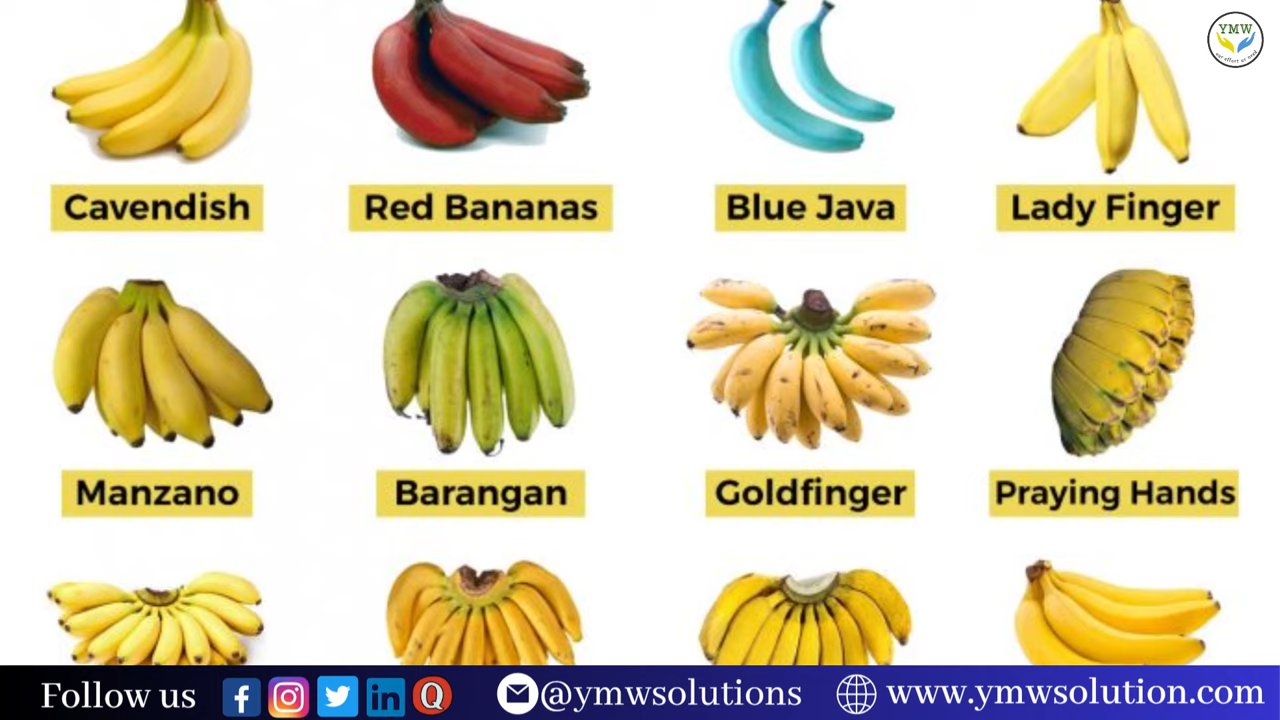 YMW
Cavendish
Red Bananas
Blue Java
Lady Finger
Manzano
Barangan
Goldfinger
Praying Hands
Follow us
@ymwsolutions
www.ymwsolution.com